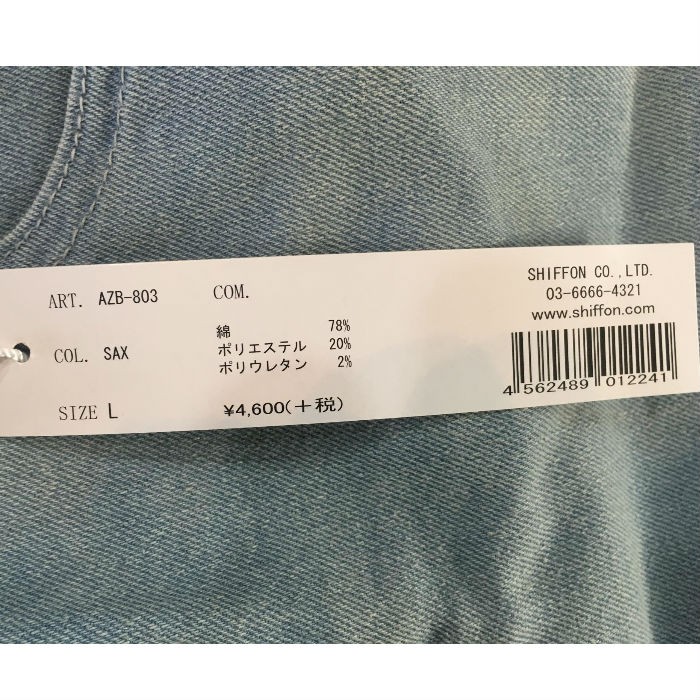 ART. AZB-803
COL. SAX
SIZE L
COM.
綿 78%
ポリエステル 20%
ポリウレタン 2%
¥4,600(+税)
SHIFFON CO.,LTD.
03-6666-4321
www.shiffon.com
4 562489 012241